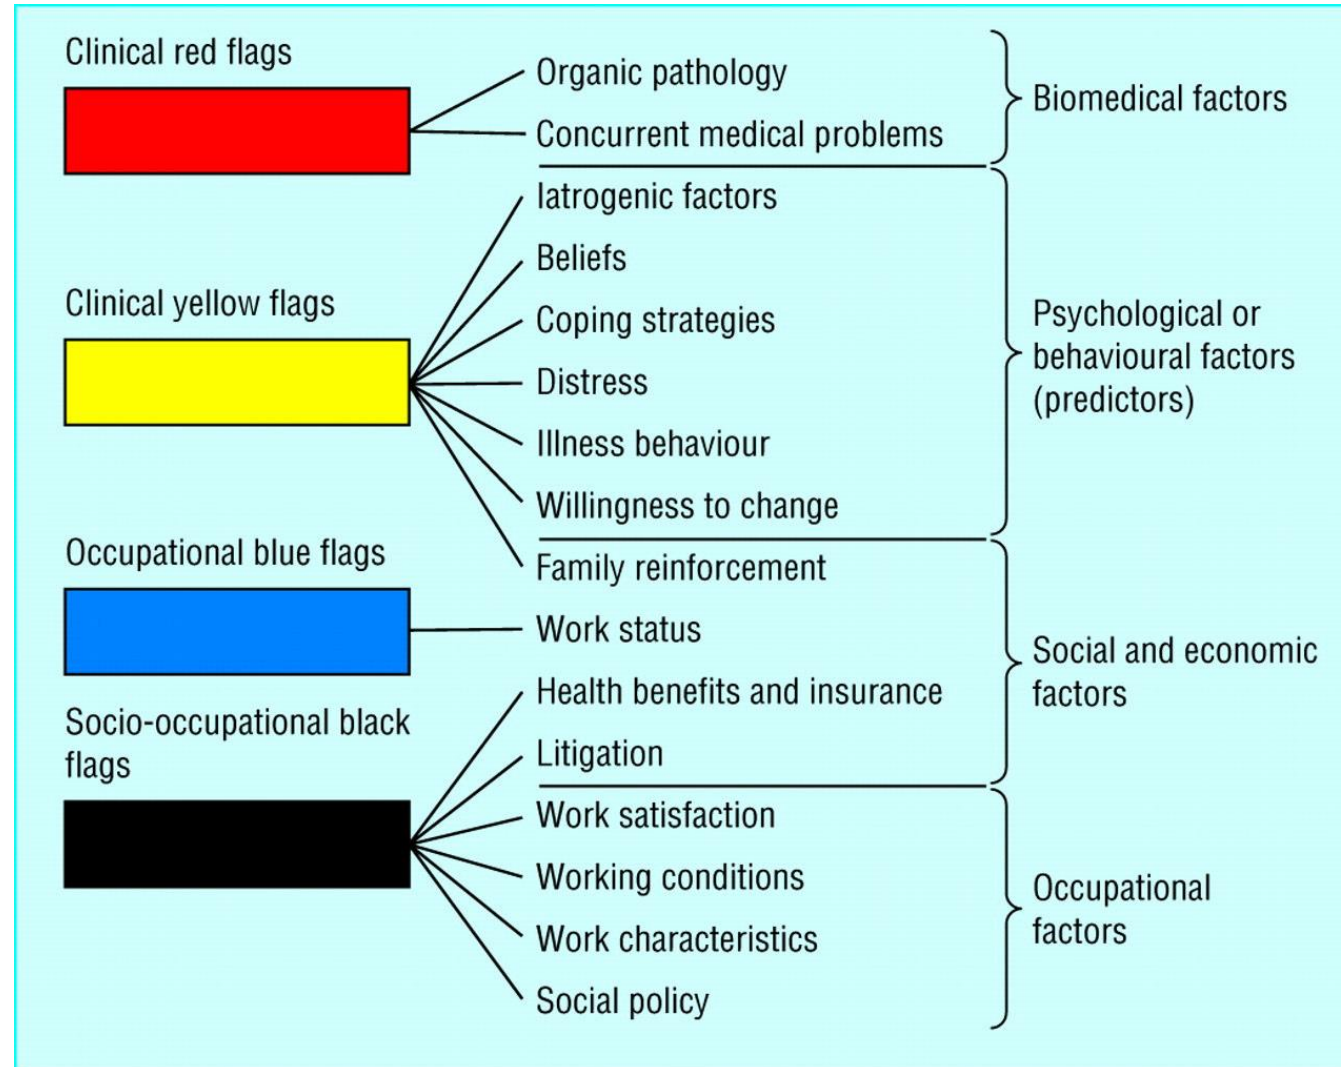 Clinical red flags
Organic pathology
Concurrent medical problems
Biomedical factors
Clinical yellow flags
Iatrogenic factors
Beliefs
Coping strategies
Distress
Illness behaviour
Willingness to change
Family reinforcement
Psychological or
behavioural factors
(predictors)
Occupational blue flags
Work status
Social and economic
factors
Socio-occupational black
flags
Health benefits and insurance
Litigation
Work satisfaction
Working conditions
Work characteristics
Social policy
Occupational
factors